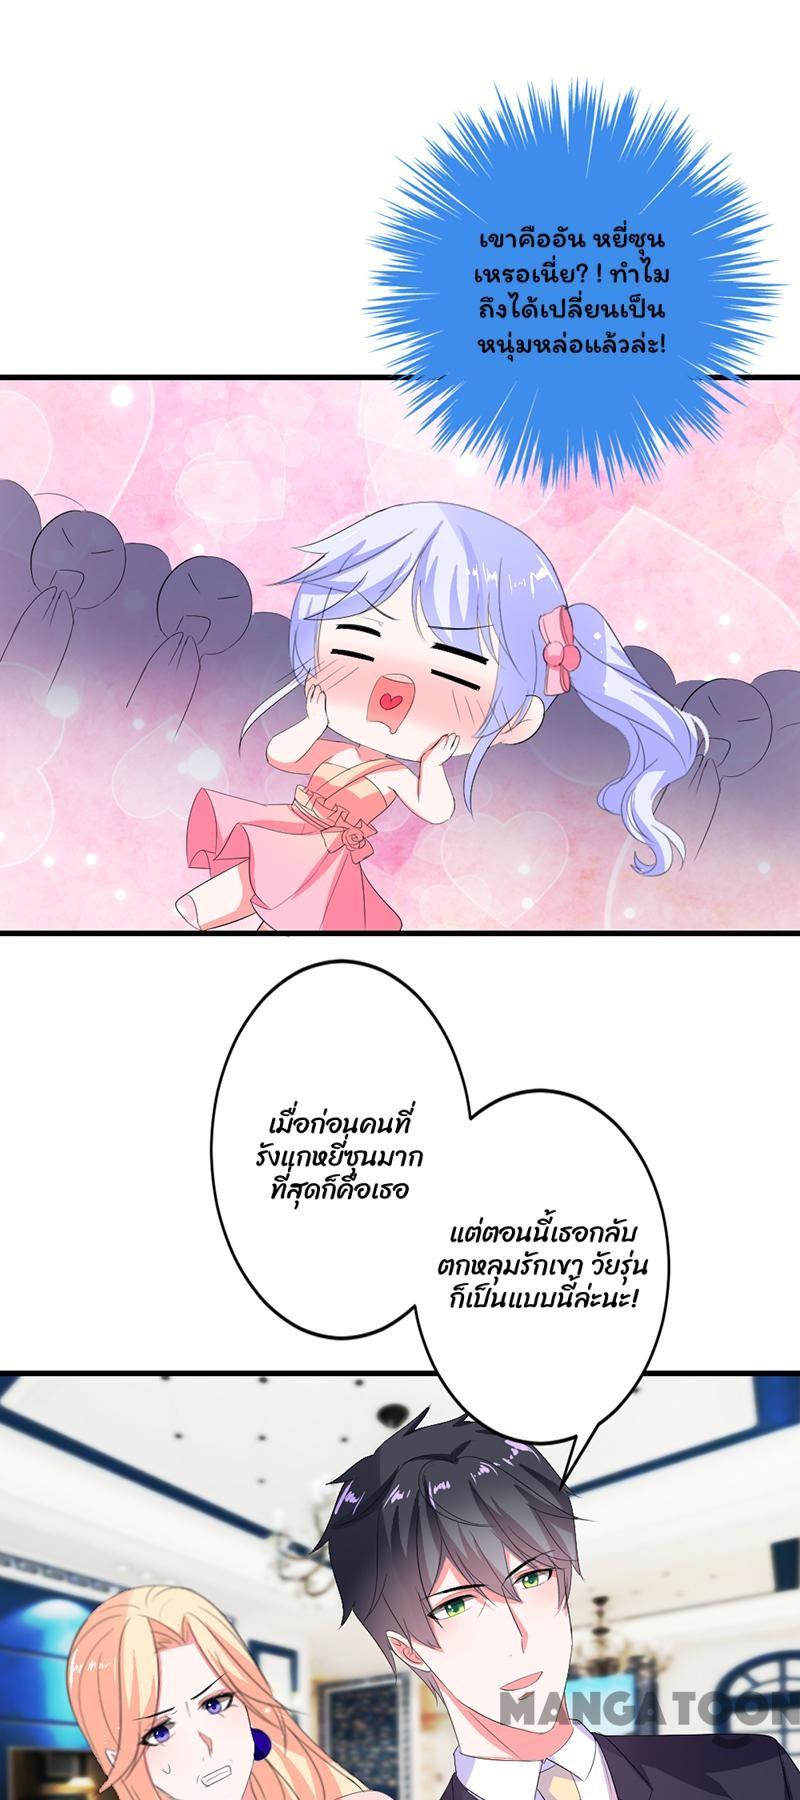 เขาคืออัน หยี่ซุน
เหรอเนี่ย? ! ทำไม
ถึงได้เปลี่ยนเป็น
หนุ่มหล่อแล้วล่ะ!
เมื่อก่อนคนที่
รังแกหยี่ซุนมาก
ที่สุดก็คือเธอ
แต่ตอนนี้เธอกลับ
ตกหลุมรักเขา วัยรุ่น
ก็เป็นแบบนี้ล่ะนะ!
MANGATOON